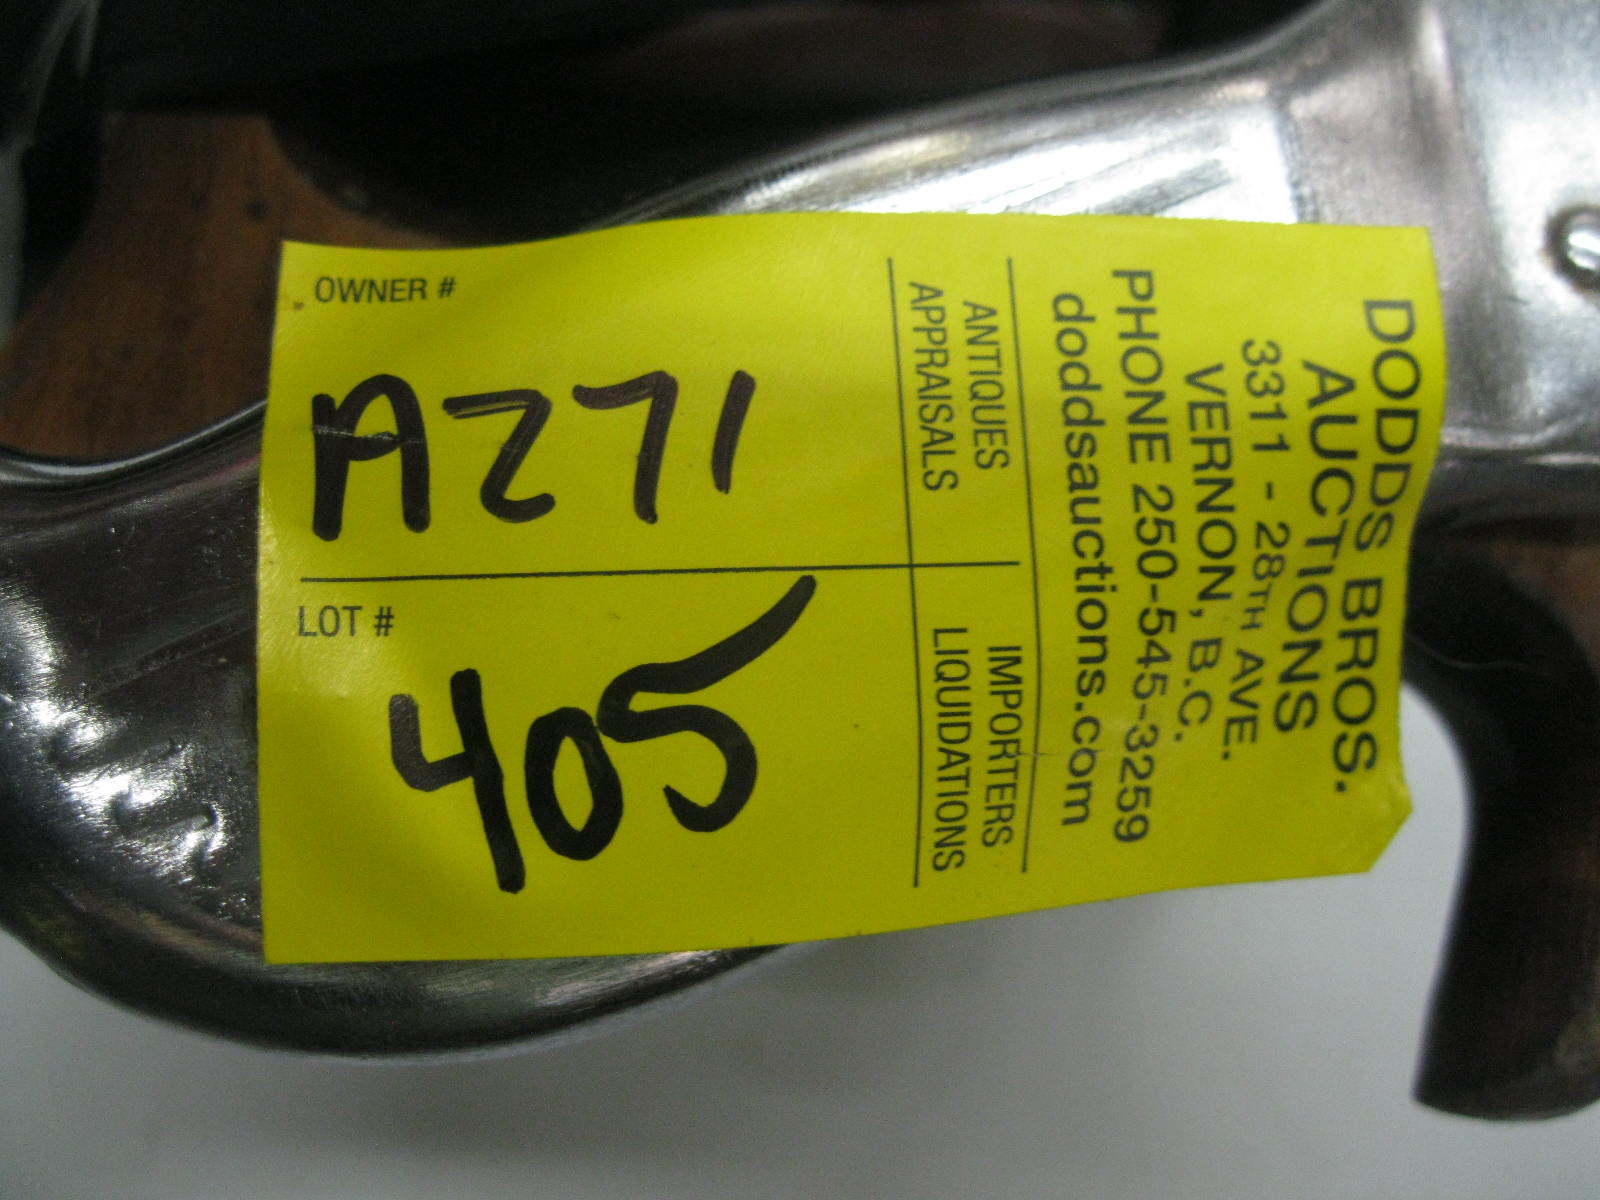 OWNER #
A271
LOT #
405
DODDS BROS.
AUCTIONS
3311 - 28TH AVE.
VERNON, B.C.
PHONE 250-545-3259
doddsauctions.com
ANTIQUES
APPRAISALS
IMPORTERS
LIQUIDATIONS